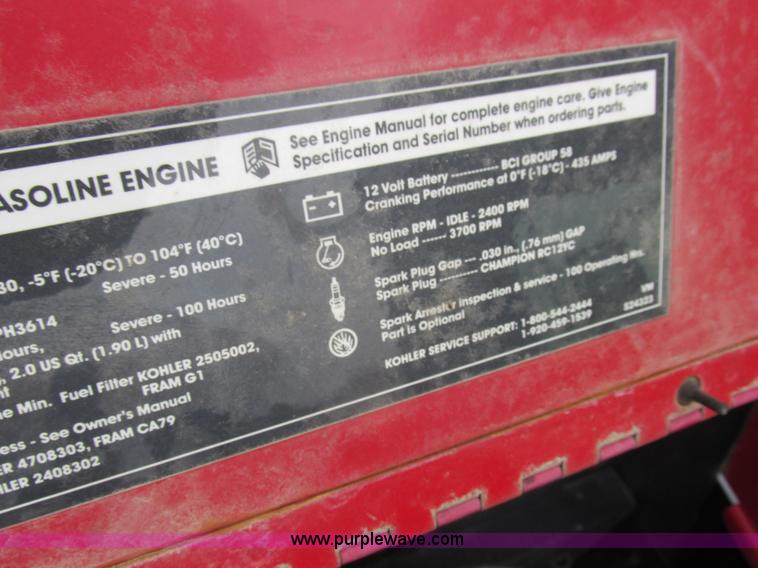 ASOLINE ENGINE
See Engine Manual for complete engine care. Give Engine
Specification and Serial Number when ordering parts.
30, -5°F (-20°C) TO 104°F (40°C)
Severe - 50 Hours
PH3614
Severe - 100 Hours
Hours,
, 2.0 US Qt. (1.90 L) with
nt
ne Min. Fuel Filter KOHLER 2505002,
FRAM G1
ess - See Owner's Manual
ER 4708303, FRAM CA79
HLER 2408302
12 Volt Battery ----------- BCI GROUP 58
Cranking Performance at 0°F (-18°C) - 435 AMPS
Engine RPM - IDLE - 2400 RPM
No Load ------ 3700 RPM
Spark Plug Gap --- .030 in., (.76 mm) GAP
Spark Plug ---------- CHAMPION RC12YC
Spark Arrestor inspection & service - 100 Operating Hrs.
Part is Optional
KOHLER SERVICE SUPPORT: 1-800-544-2444
1-920-459-1539
VM
524323
www.purplewave.com